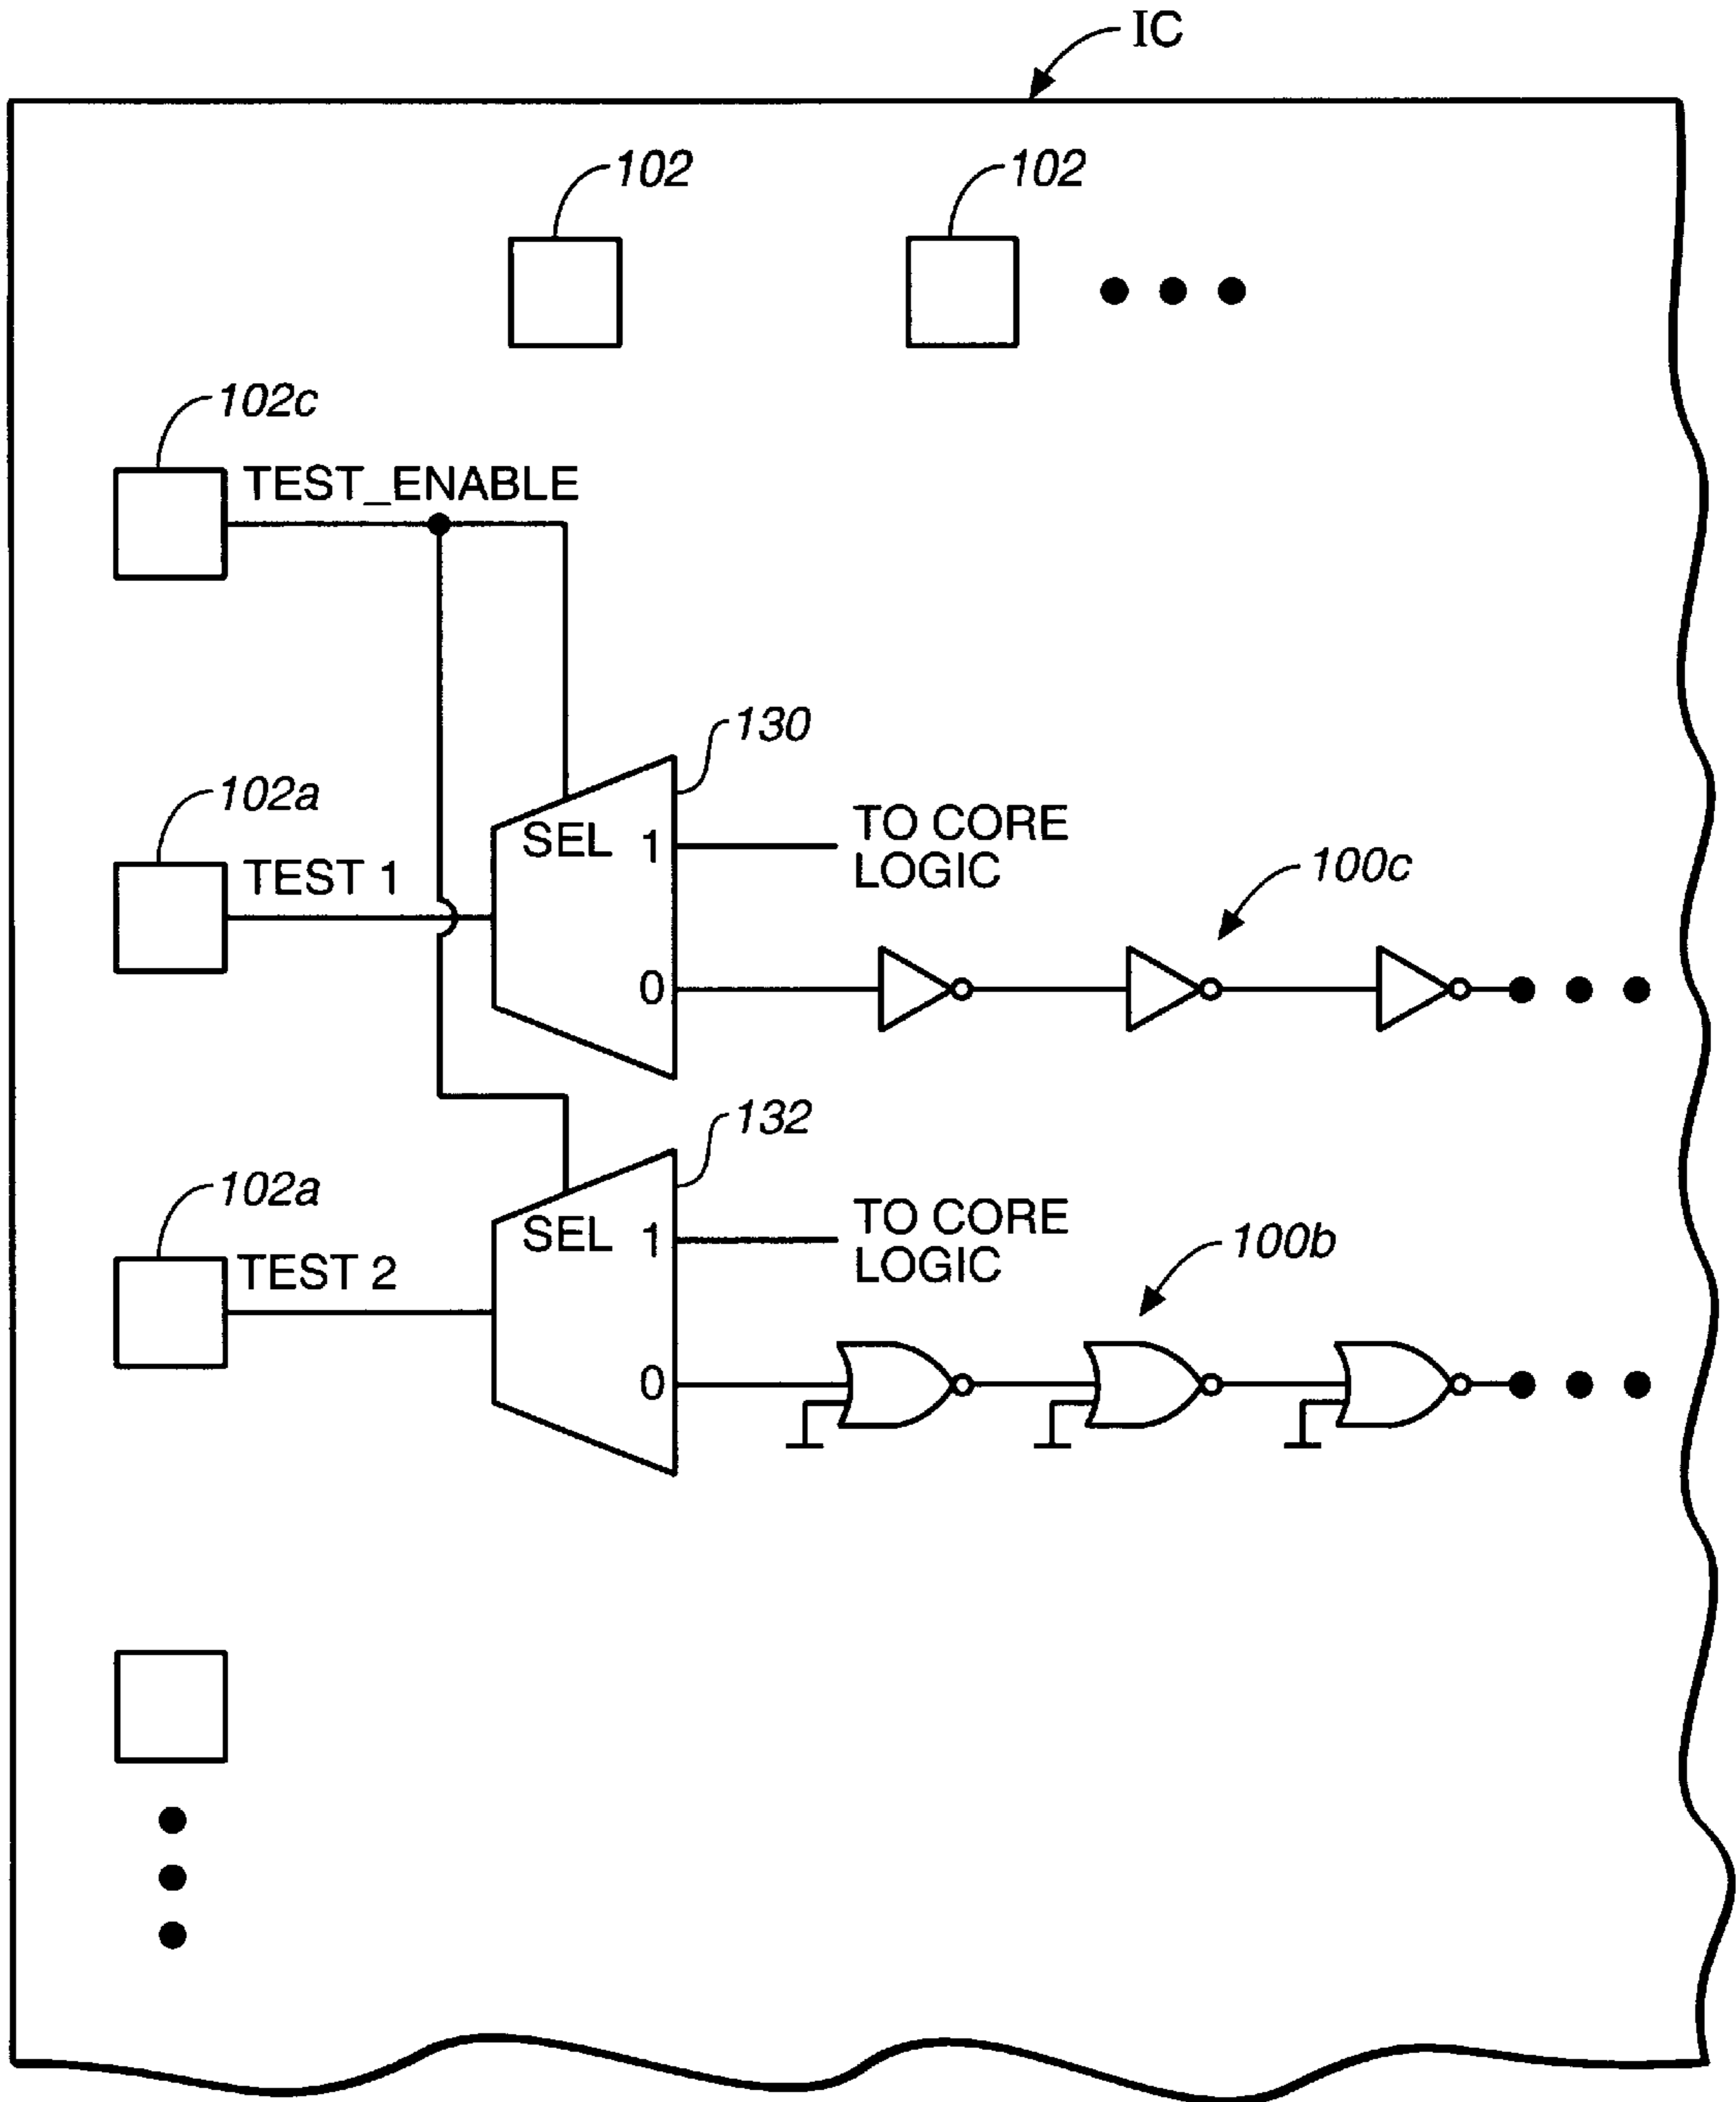 IC
102
102
102c
TEST_ENABLE
130
102a
TEST 1
SEL 1
TO CORE
LOGIC
100c
0
132
102a
TEST 2
SEL 1
TO CORE
LOGIC
100b
0